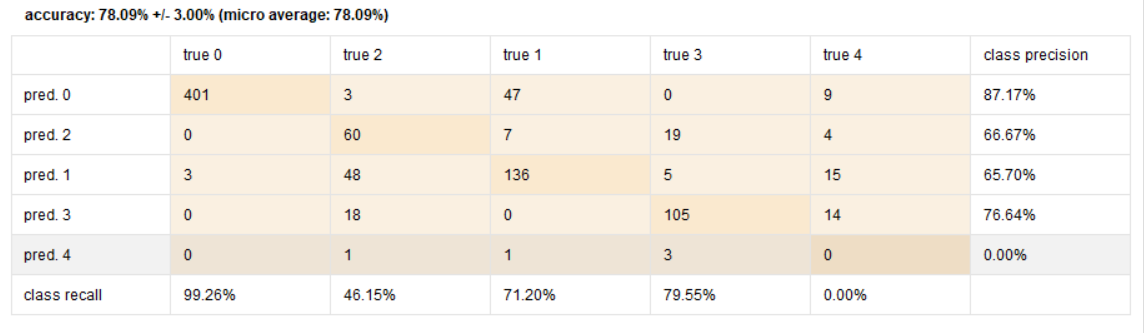 accuracy: 78.09% +/- 3.00% (micro average: 78.09%)
true 0 true 2 true 1 true 3 true 4 class precision
pred. 0 401 3 47 0 9 87.17%
pred. 2 0 60 7 19 4 66.67%
pred. 1 3 48 136 5 15 65.70%
pred. 3 0 18 0 105 14 76.64%
pred. 4 0 1 1 3 0 0.00%
class recall 99.26% 46.15% 71.20% 79.55% 0.00%